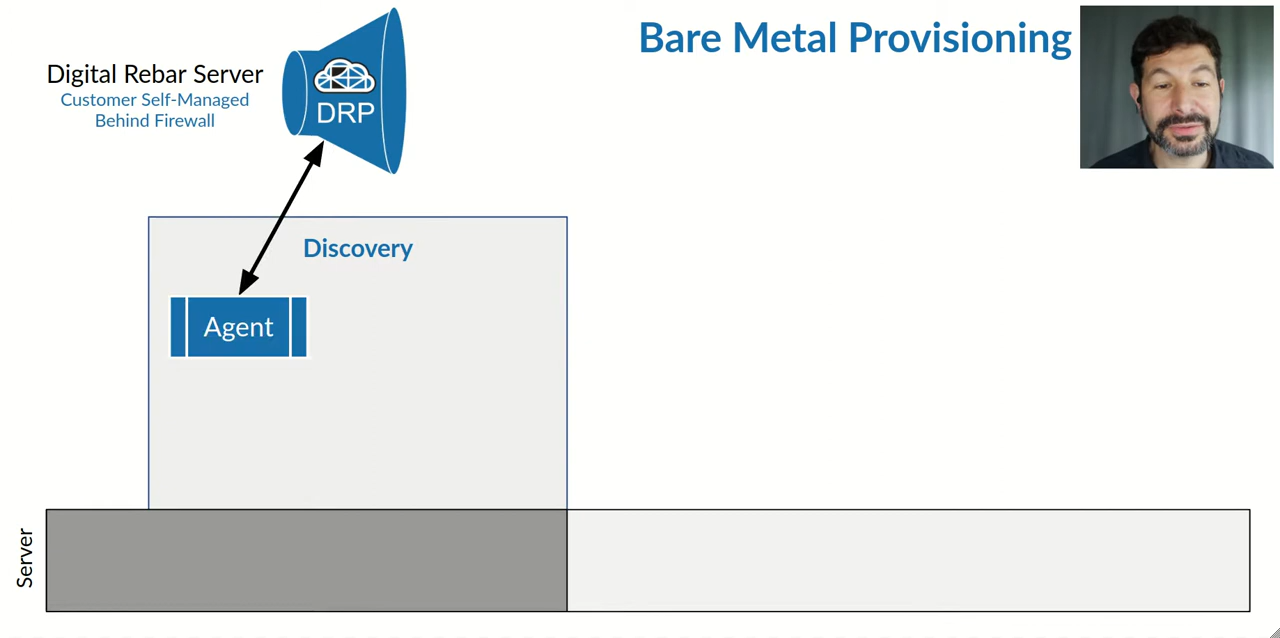 Bare Metal Provisioning
Digital Rebar Server
Customer Self-Managed
Behind Firewall
DRP
Discovery
Agent
Server